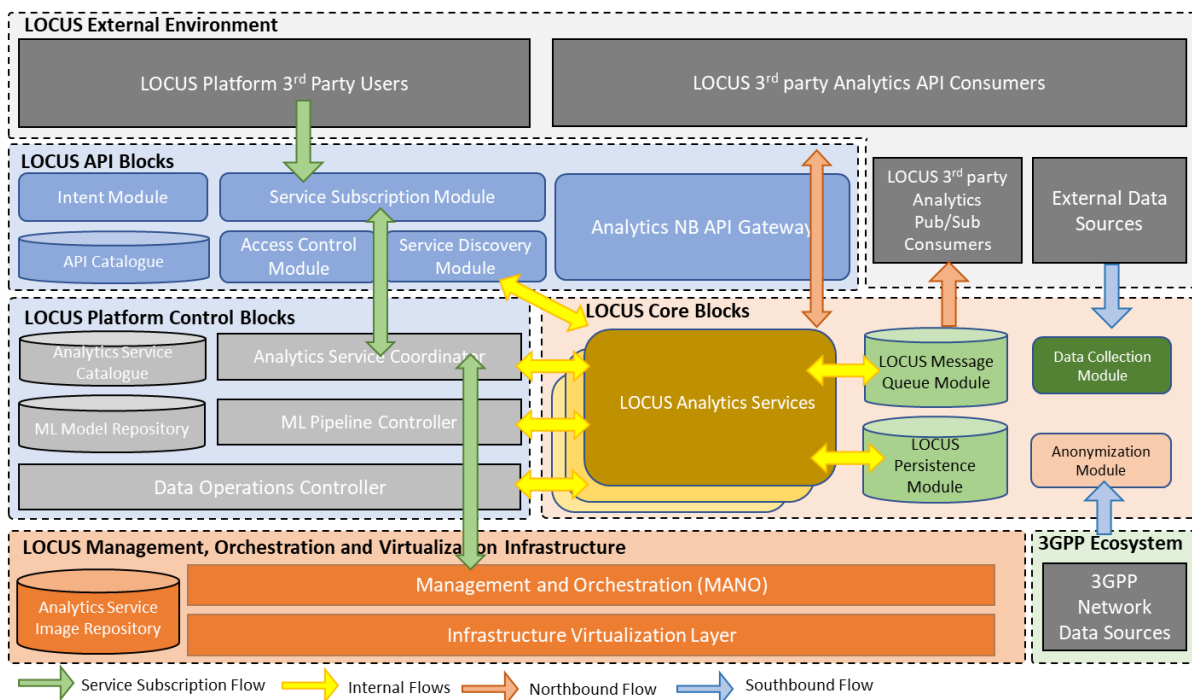 LOCUS External Environment
LOCUS Platform 3rd Party Users
LOCUS 3rd party Analytics API Consumers
LOCUS API Blocks
Intent Module
Service Subscription Module
API Catalogue
Access Control
Module
Service Discovery
Module
Analytics NB API Gateway
LOCUS 3rd party
Analytics
Pub/Sub
Consumers
External Data
Sources
LOCUS Platform Control Blocks
Analytics Service
Catalogue
Analytics Service Coordinator
ML Model Repository
ML Pipeline Controller
Data Operations Controller
LOCUS Core Blocks
LOCUS Analytics Services
LOCUS Message
Queue Module
Data Collection
Module
LOCUS
Persistence
Module
Anonymization
Module
LOCUS Management, Orchestration and Virtualization Infrastructure
Analytics Service
Image Repository
Management and Orchestration (MANO)
Infrastructure Virtualization Layer
3GPP Ecosystem
3GPP
Network
Data Sources
Service Subscription Flow
Internal Flows
Northbound Flow
Southbound Flow